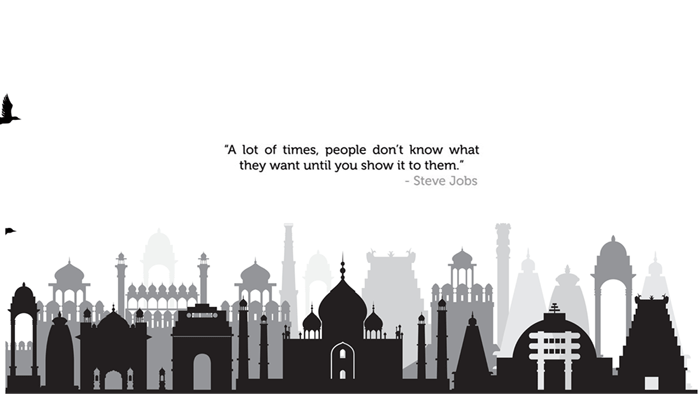 “A lot of times, people don’t know what
they want until you show it to them.”
- Steve Jobs